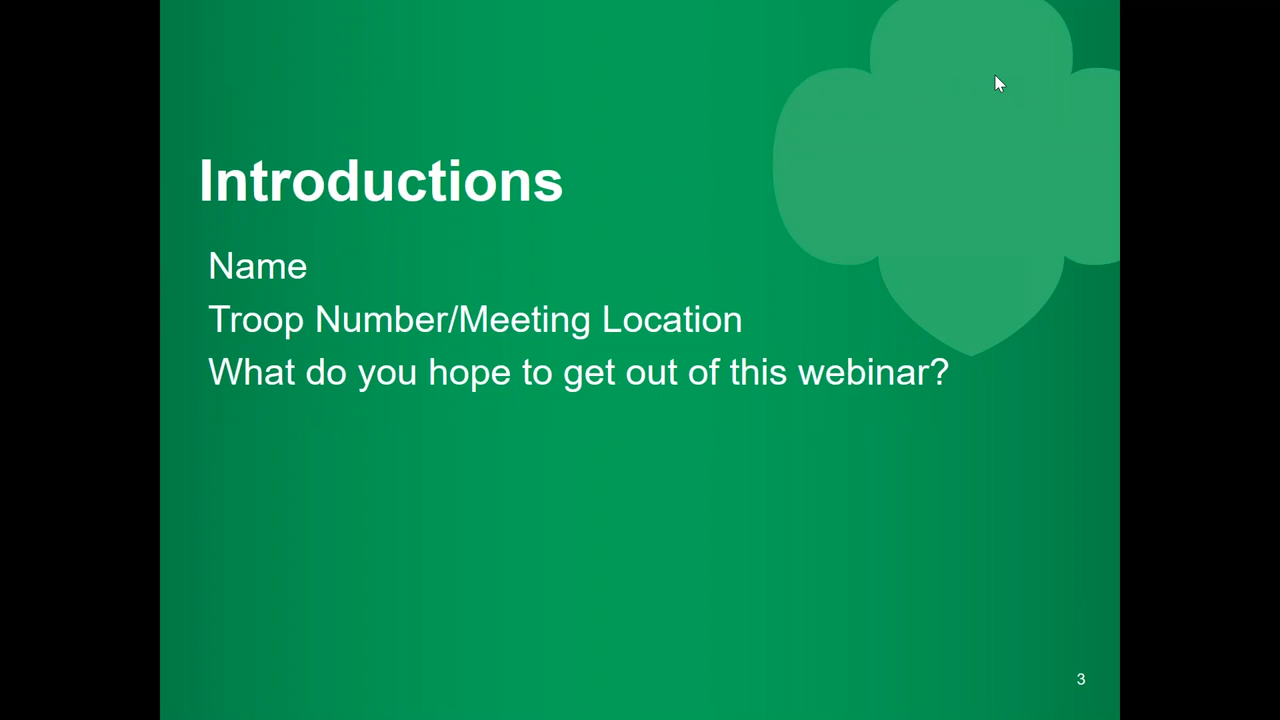 Introductions
Name
Troop Number/Meeting Location
What do you hope to get out of this webinar?
3